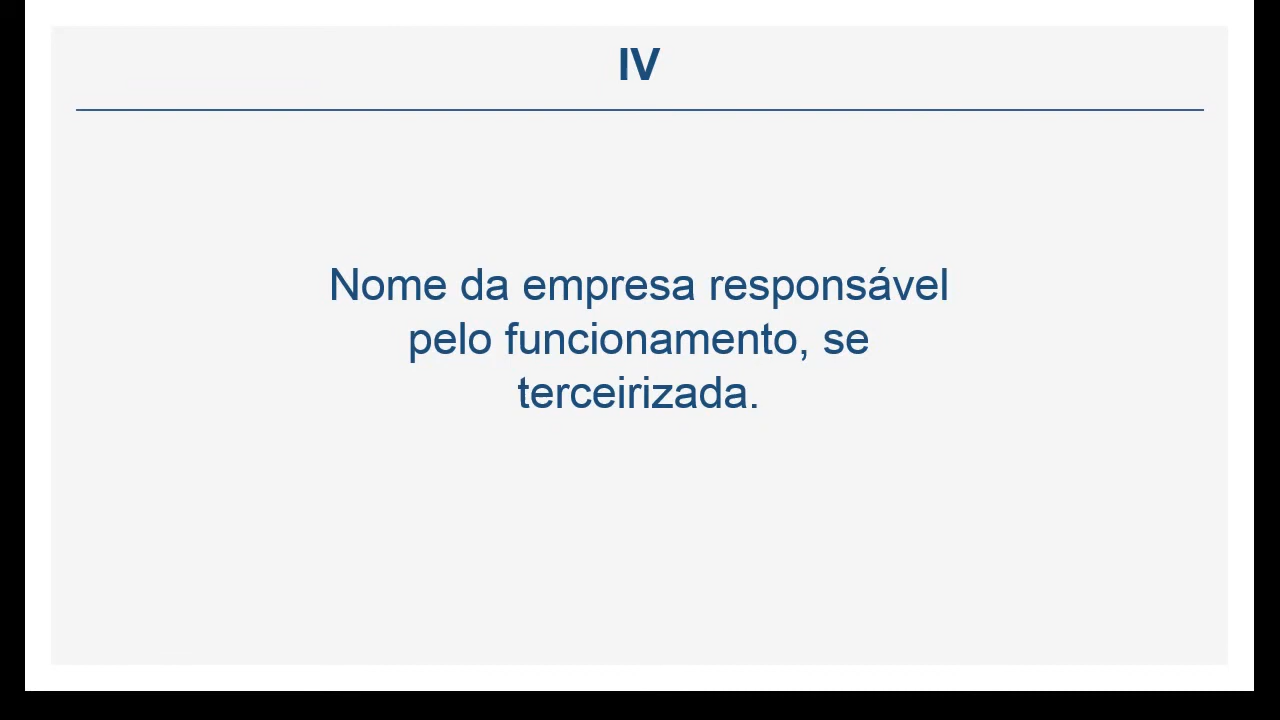 IV
Nome da empresa responsável
pelo funcionamento, se
terceirizada.